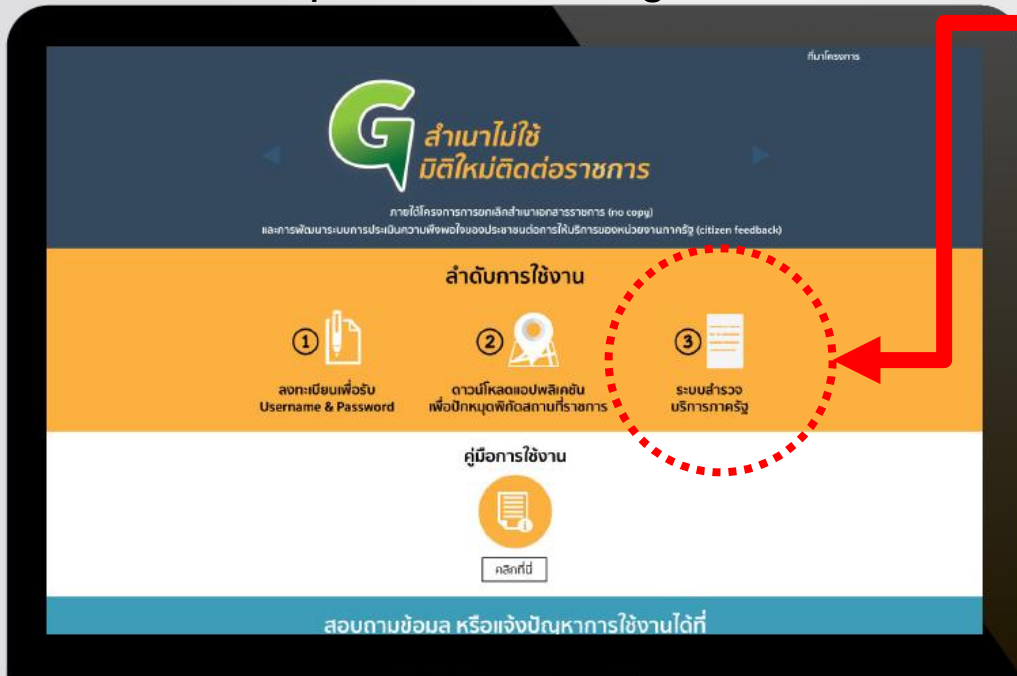 ที่มาโครงการ
G สำเนาไม่ใช้
มิติใหม่ติดต่อราชการ
ภายใต้โครงการการยกเลิกสำเนาเอกสารราชการ (no copy)
และการพัฒนาระบบการประเมินความพึงพอใจของประชาชนต่อการให้บริการของหน่วยงานภาครัฐ (citizen feedback)
ลำดับการใช้งาน
1
2
3
ลงทะเบียนเพื่อรับ
Username & Password
ดาวน์โหลดแอปพลิเคชัน
เพื่อปักหมุดพิกัดสถานที่ราชการ
ระบบสำรวจ
บริการภาครัฐ
คู่มือการใช้งาน
คลิกที่นี่
สอบถามข้อมูล หรือแจ้งปัญหาการใช้งานได้ที่